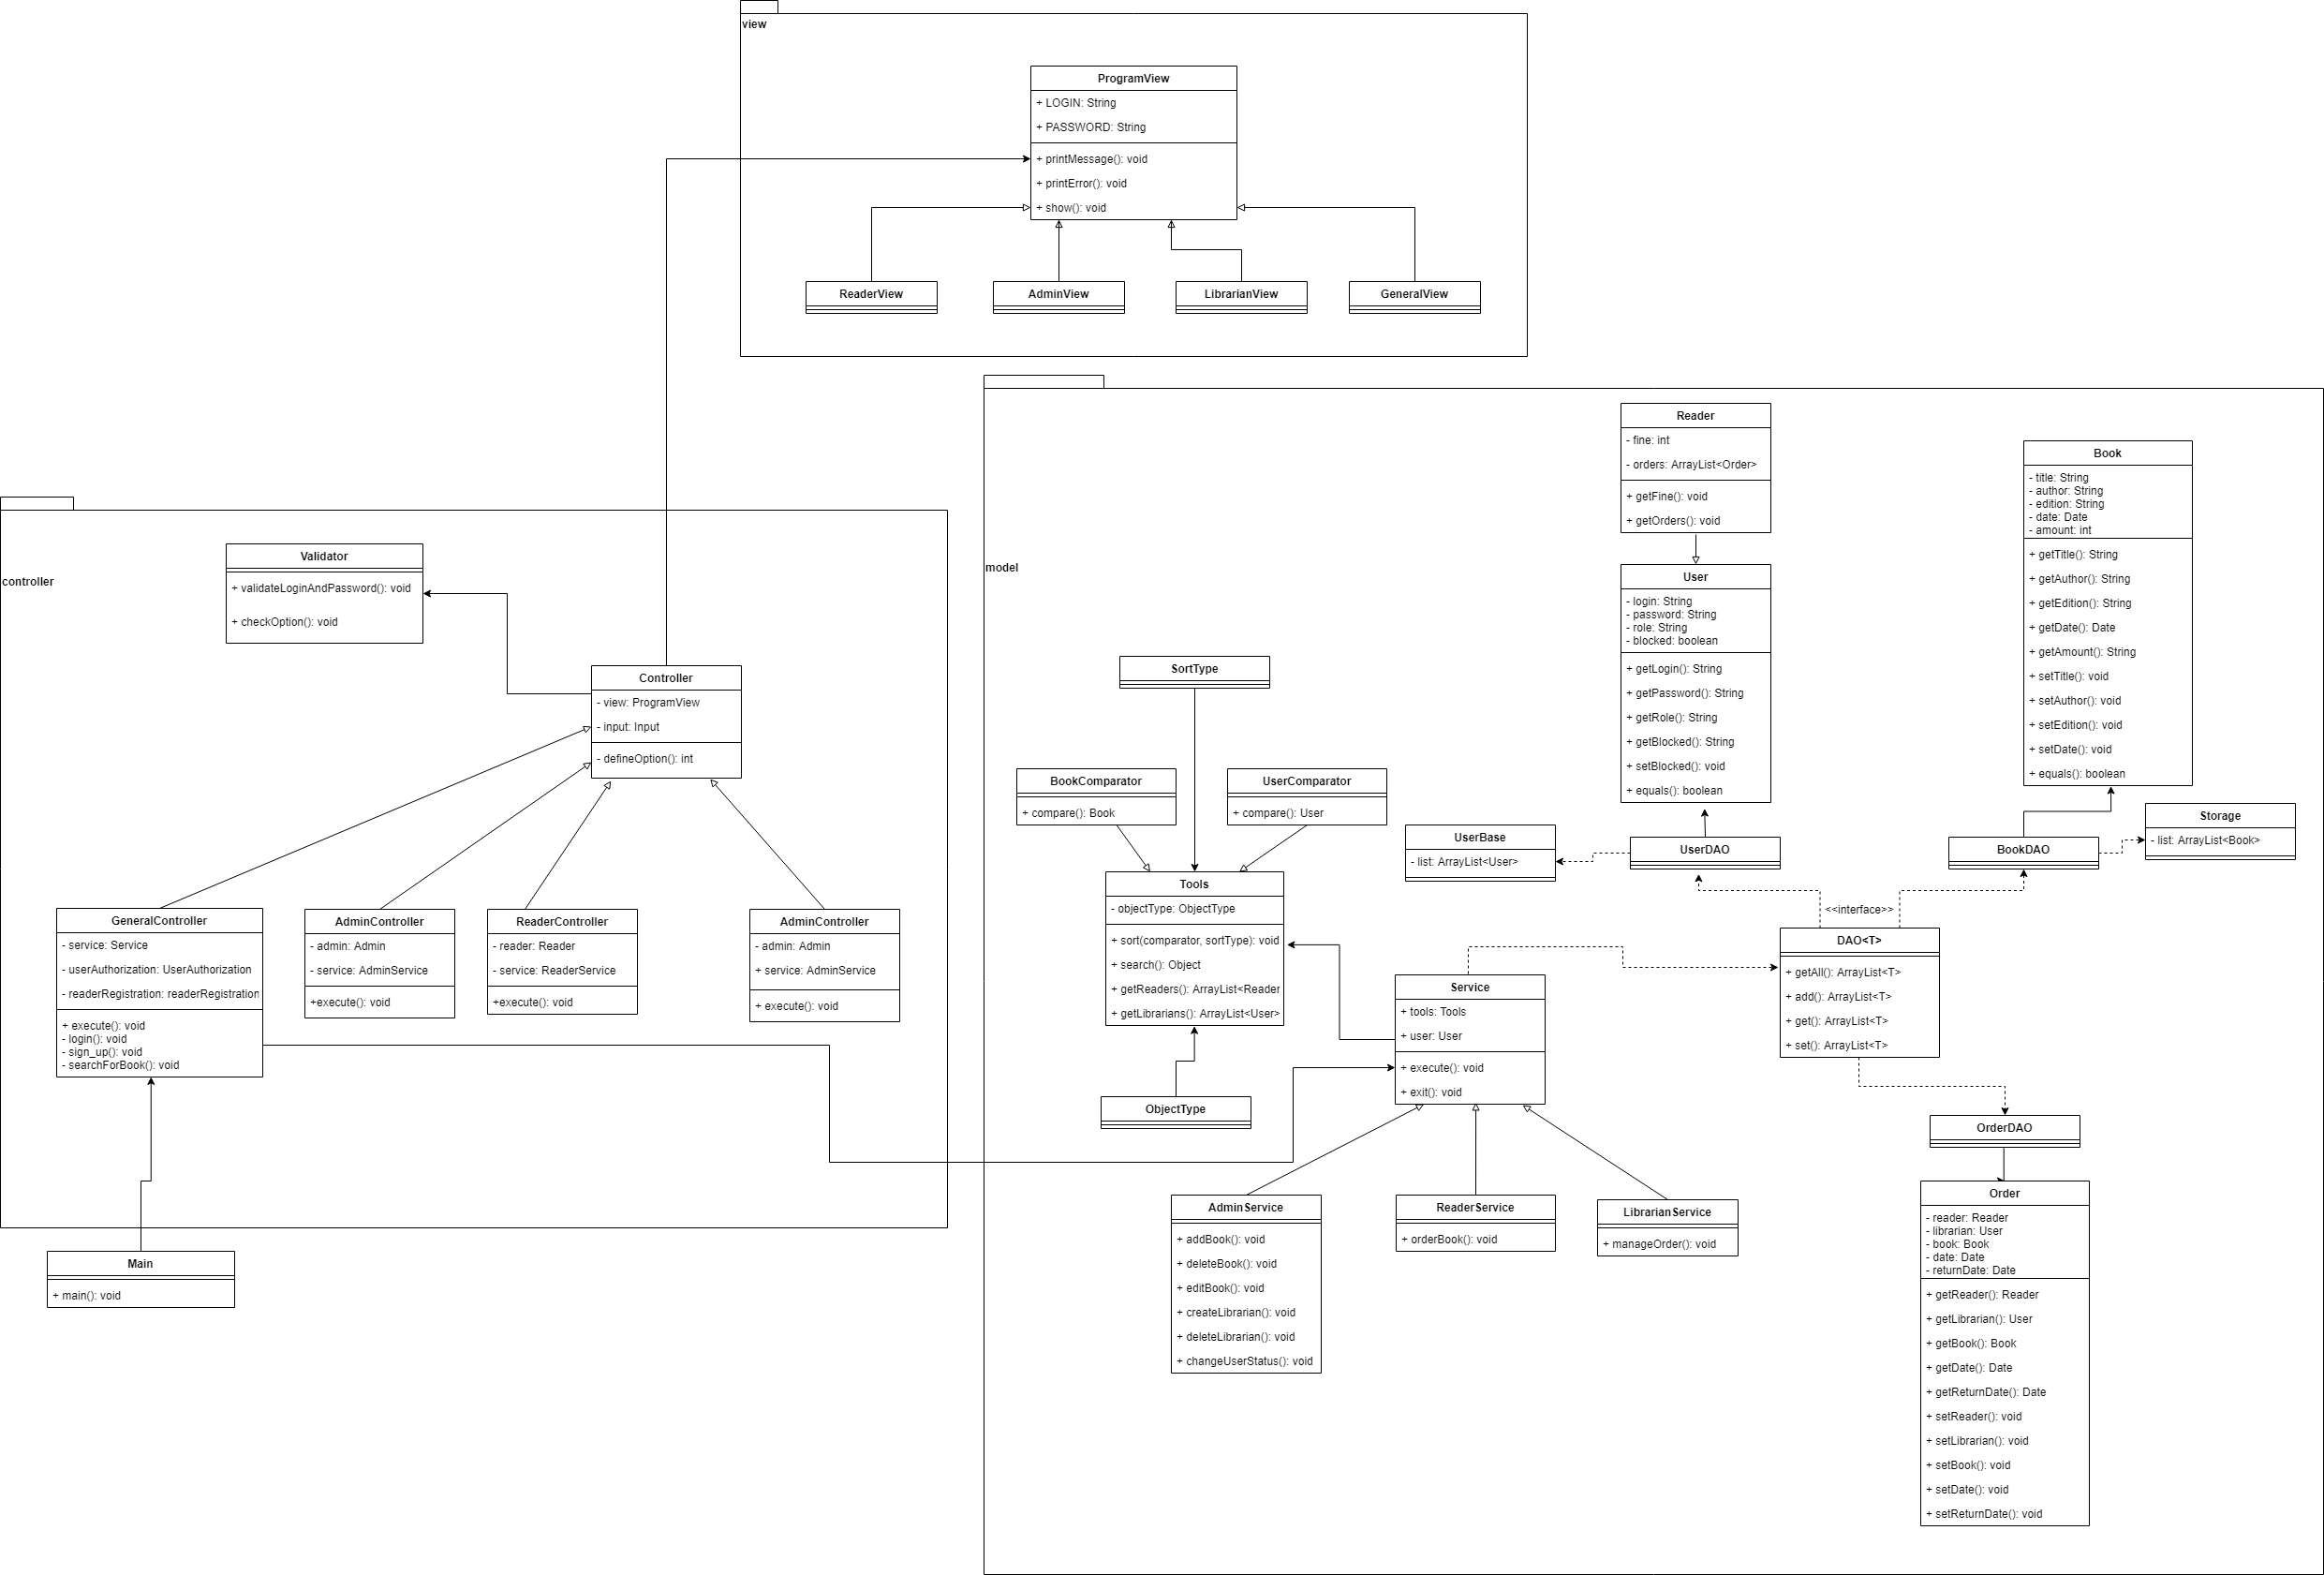 view
ProgramView
+ LOGIN: String
+ PASSWORD: String
+ printMessage(): void
+ printError(): void
+ show(): void
ReaderView
AdminView
LibrarianView
GeneralView
controller
Validator
+ validateLoginAndPassword(): void
+ checkOption(): void
Controller
- view: ProgramView
- input: Input
- defineOption(): int
GeneralController
- service: Service
- userAuthorization: UserAuthorization
- readerRegistration: readerRegistration
+ execute(): void
- login(): void
- sign_up(): void
- searchForBook(): void
AdminController
- admin: Admin
- service: AdminService
+execute(): void
ReaderController
- reader: Reader
- service: ReaderService
+execute(): void
AdminController
- admin: Admin
+ service: AdminService
+ execute(): void
Main
+ main(): void
model
Reader
- fine: int
- orders: ArrayList<Order>
+ getFine(): void
+ getOrders(): void
User
- login: String
- password: String
- role: String
- blocked: boolean
+ getLogin(): String
+ getPassword(): String
+ getRole(): String
+ getBlocked(): String
+ setBlocked(): void
+ equals(): boolean
Book
- title: String
- author: String
- edition: String
- date: Date
- amount: int
+ getTitle(): String
+ getAuthor(): String
+ getEdition(): String
+ getDate(): Date
+ getAmount(): String
+ setTitle(): void
+ setAuthor(): void
+ setEdition(): void
+ setDate(): void
+ equals(): boolean
SortType
BookComparator
+ compare(): Book
UserComparator
+ compare(): User
Tools
- objectType: ObjectType
+ sort(comparator, sortType): void
+ search(): Object
+ getReaders(): ArrayList<Reader
+ getLibrarians(): ArrayList<User>
ObjectType
UserBase
- list: ArrayList<User>
UserDAO
BookDAO
Storage
- list: ArrayList<Book>
<<interface>>
DAO<T>
+ getAll(): ArrayList<T>
+ add(): ArrayList<T>
+ get(): ArrayList<T>
+ set(): ArrayList<T>
Service
+ tools: Tools
+ user: User
+ execute(): void
+ exit(): void
AdminService
+ addBook(): void
+ deleteBook(): void
+ editBook(): void
+ createLibrarian(): void
+ deleteLibrarian(): void
+ changeUserStatus(): void
ReaderService
+ orderBook(): void
LibrarianService
+ manageOrder(): void
OrderDAO
Order
- reader: Reader
- librarian: User
- book: Book
- date: Date
- returnDate: Date
+ getReader(): Reader
+ getLibrarian(): User
+ getBook(): Book
+ getDate(): Date
+ getReturnDate(): Date
+ setReader(): void
+ setLibrarian(): void
+ setBook(): void
+ setDate(): void
+ setReturnDate(): void